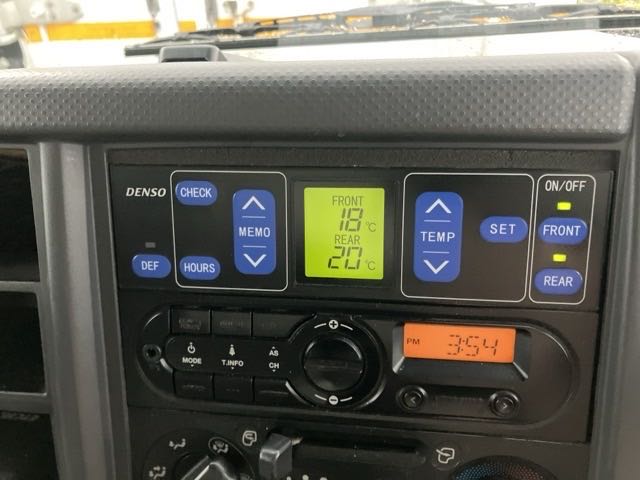 DENSO
CHECK
MEMO
DEF
HOURS
FRONT
18°C
REAR
20°C
TEMP
SET
ON/OFF
FRONT
REAR
MODE
T.INFO
AS
CH
PM 3:54